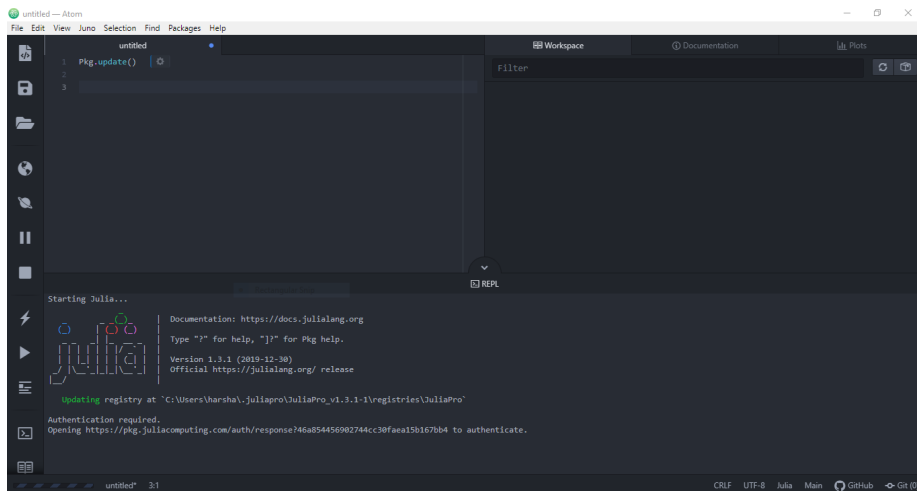 untitled — Atom
File Edit View Juno Selection Find Packages Help
untitled
Workspace
Documentation
Plots
1 Pkg.update()
2
3
Filter
REPL
Starting Julia...
Documentation: https://docs.julialang.org
Type "?" for help, "]?" for Pkg help.
Version 1.3.1 (2019-12-30)
Official https://julialang.org/ release
Updating registry at `C:\Users\harsha\.juliapro\JuliaPro_v1.3.1-1\registries\JuliaPro`
Authentication required.
Opening https://pkg.juliacomputing.com/auth/response?46a854456902744cc30faea15b167bb4 to authenticate.
untitled* 3:1
CRLF UTF-8 Julia Main GitHub Git (0